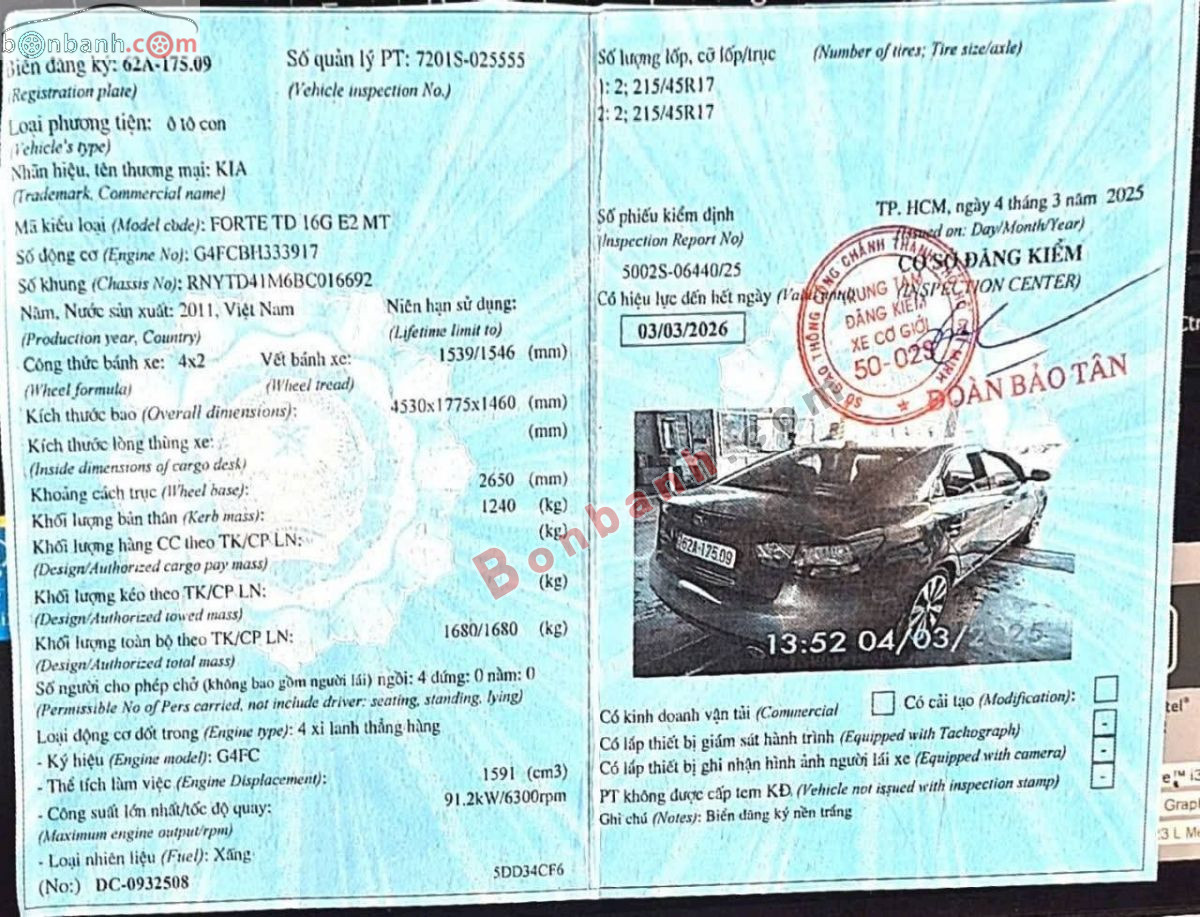 bonbanh.com
Biển đăng ký: 62A-175.09
(Registration plate)
Số quản lý PT: 7201S-025555
(Vehicle inspection No.)
Loại phương tiện: ô tô con
(Vehicle's type)
Nhãn hiệu, tên thương mại: KIA
(Trademark, Commercial name)
Mã kiểu loại (Model code): FORTE TD 16G E2 MT
Số động cơ (Engine No): G4FCBH333917
Số khung (Chassis No): RNYTD41M6BC016692
Năm, Nước sản xuất: 2011, Việt Nam
(Production year, Country)
Niên hạn sử dụng:
(Lifetime limit to)
Công thức bánh xe: 4x2
(Wheel formula)
Vết bánh xe: 1539/1546 (mm)
(Wheel tread)
Kích thước bao (Overall dimensions): 4530x1775x1460 (mm)
Kích thước lòng thùng xe: (mm)
(Inside dimensions of cargo desk)
Khoảng cách trục (Wheel base): 2650 (mm)
Khối lượng bản thân (Kerb mass): 1240 (kg)
Khối lượng hàng CC theo TK/CP LN: (kg)
(Design/Authorized cargo pay mass)
Khối lượng kéo theo TK/CP LN: (kg)
(Design/Authorized towed mass)
Khối lượng toàn bộ theo TK/CP LN: 1680/1680 (kg)
(Design/Authorized total mass)
Số người cho phép chở (không bao gồm người lái) ngồi: 4 đứng: 0 nằm: 0
(Permissible No of Pers carried, not include driver: seating, standing, lying)
Loại động cơ đốt trong (Engine type): 4 xi lanh thẳng hàng
- Ký hiệu (Engine model): G4FC
- Thể tích làm việc (Engine Displacement): 1591 (cm3)
- Công suất lớn nhất/tốc độ quay: 91.2kW/6300rpm
(Maximum engine output/rpm)
- Loại nhiên liệu (Fuel): Xăng
(No:) DC-0932508
5DD34CF6
Số lượng lốp, cỡ lốp/trục (Number of tires; Tire size/axle)
1: 2; 215/45R17
2: 2; 215/45R17
TP. HCM, ngày 4 tháng 3 năm 2025
(Issued on: Day/Month/Year)
Số phiếu kiểm định
(Inspection Report No)
5002S-06440/25
CƠ SỞ ĐĂNG KIỂM
(INSPECTION CENTER)
Có hiệu lực đến hết ngày (Valid until)
03/03/2026
TRUNG TÂM
ĐĂNG KIỂM
XE CƠ GIỚI
50-02S
ĐOÀN BẢO TÂN
Bonbanh.com
62A-175.09
13:52 04/03/2025
Có kinh doanh vận tải (Commercial
Có cải tạo (Modification):
Có lắp thiết bị giám sát hành trình (Equipped with Tachograph)
Có lắp thiết bị ghi nhận hình ảnh người lái xe (Equipped with camera)
PT không được cấp tem KĐ (Vehicle not issued with inspection stamp)
Ghi chú (Notes): Biển đăng ký nền trắng